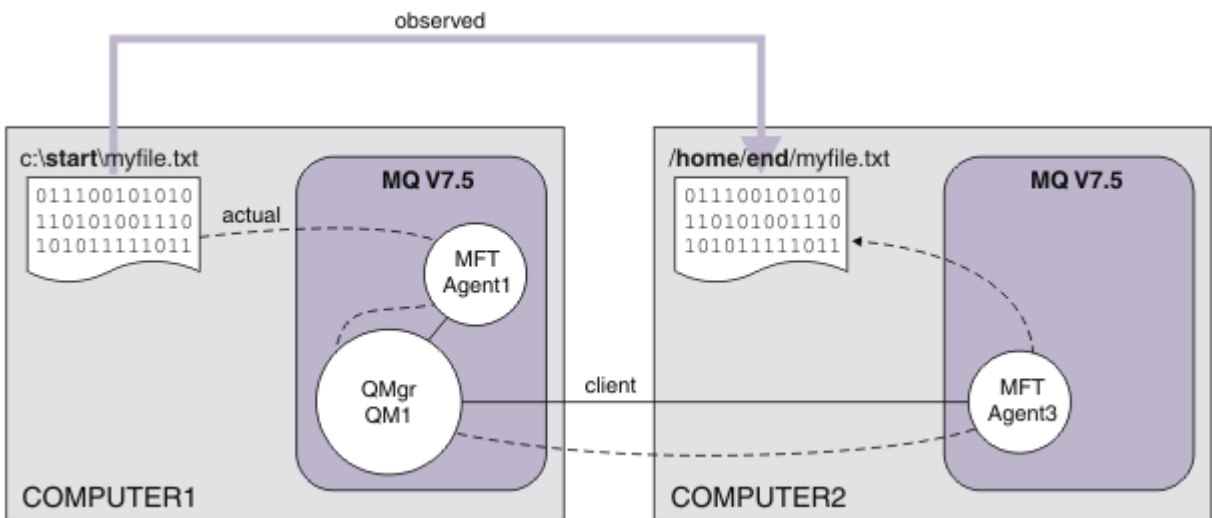 observed
c:\start\myfile.txt
011100101010
110101001110
101011111011
actual
MQ V7.5
MFT
Agent1
QMgr
QM1
COMPUTER1
client
/home/end/myfile.txt
011100101010
110101001110
101011111011
MQ V7.5
MFT
Agent3
COMPUTER2